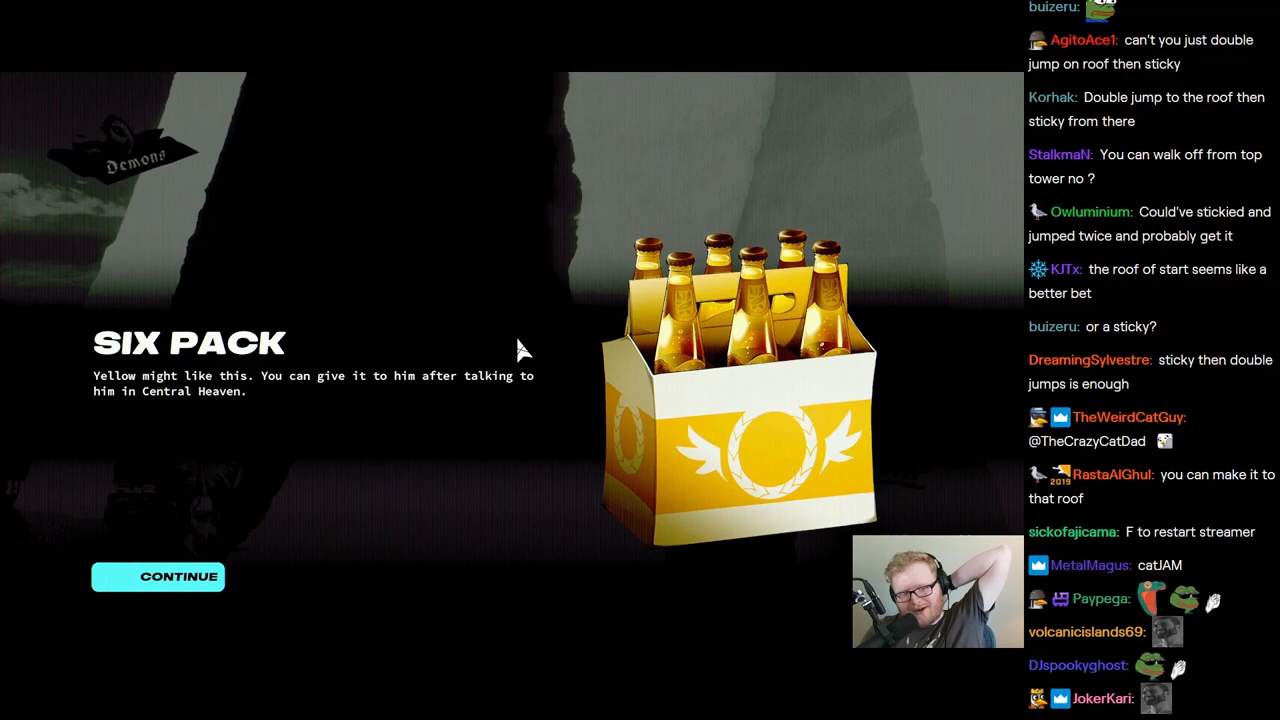 9
Demons
SIX PACK
Yellow might like this. You can give it to him after talking to
him in Central Heaven.
CONTINUE
buizeru:
AgitoAce1: can't you just double
jump on roof then sticky
Korhak: Double jump to the roof then
sticky from there
StalkmaN: You can walk off from top
tower no ?
Owluminium: Could've stickied and
jumped twice and probably get it
KJTx: the roof of start seems like a
better bet
buizeru: or a sticky?
DreamingSylvestre: sticky then double
jumps is enough
TheWeirdCatGuy:
@TheCrazyCatDad
2019 RastaAlGhul: you can make it to
that roof
sickofajicama: F to restart streamer
MetalMagus: catJAM
Paypega:
volcanicislands69:
DJspookyghost:
JokerKari: